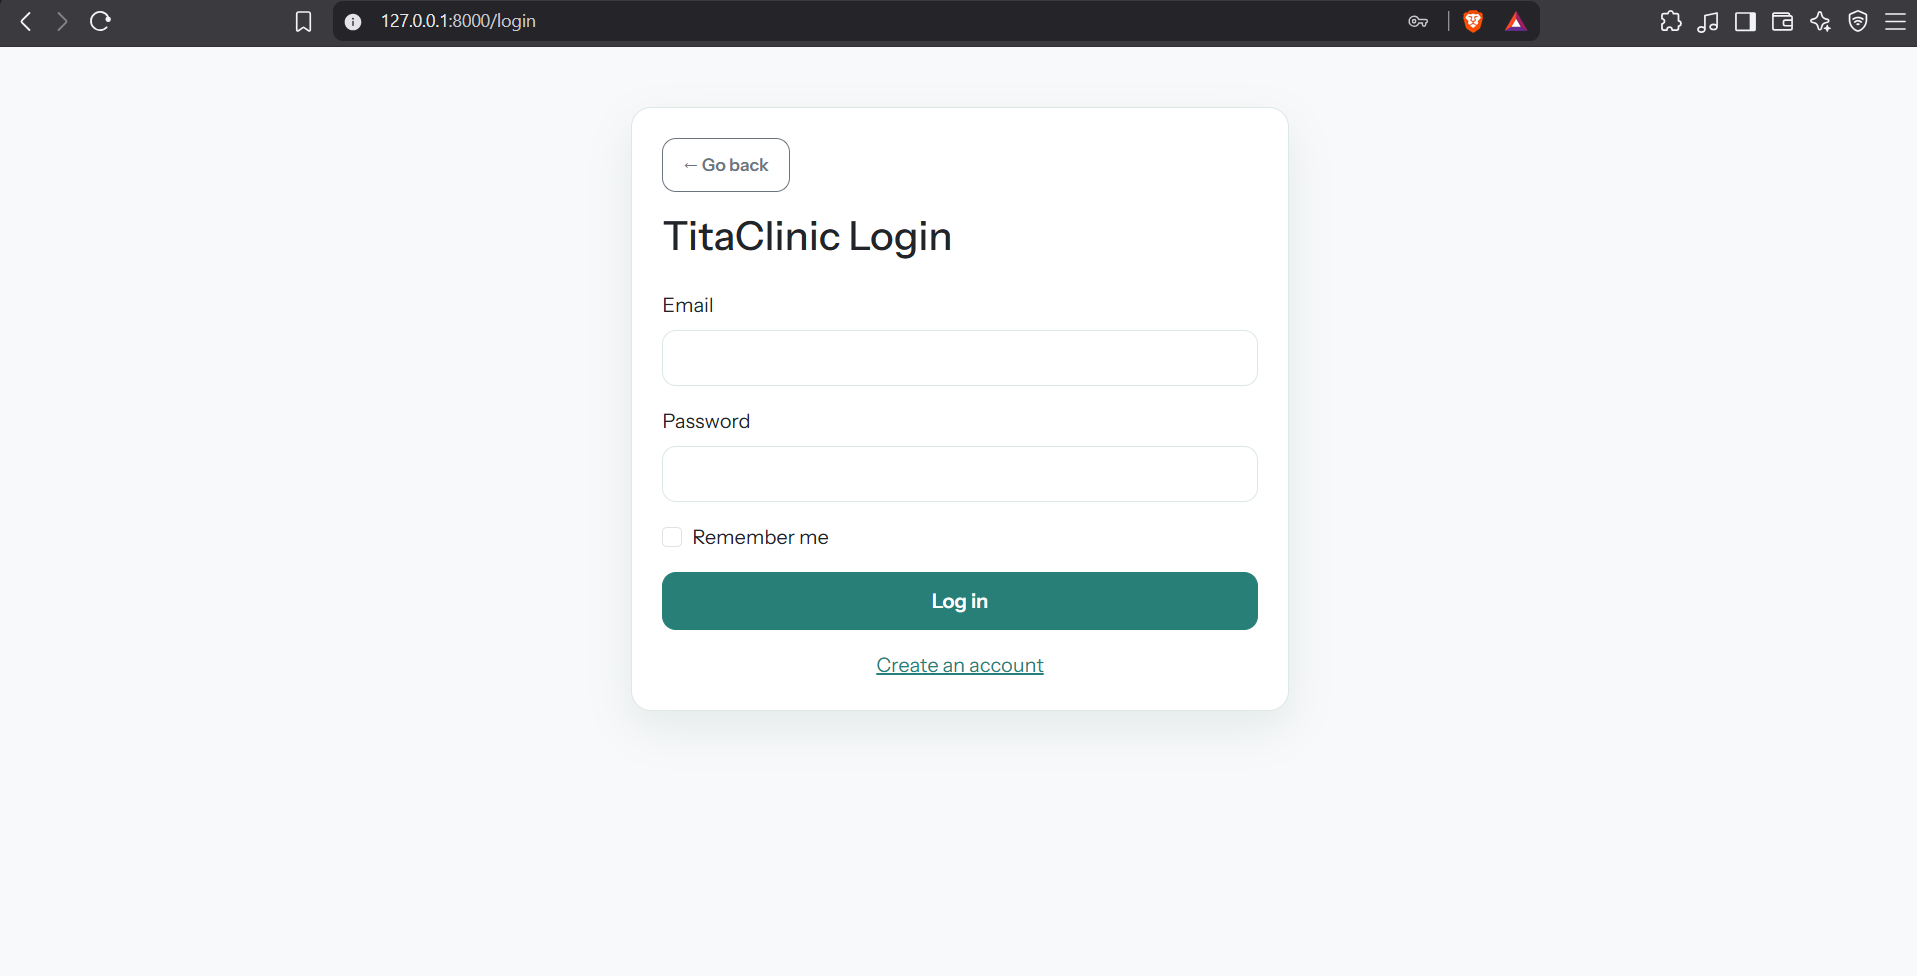 127.0.0.1:8000/login
← Go back
TitaClinic Login
Email
Password
Remember me
Log in
Create an account